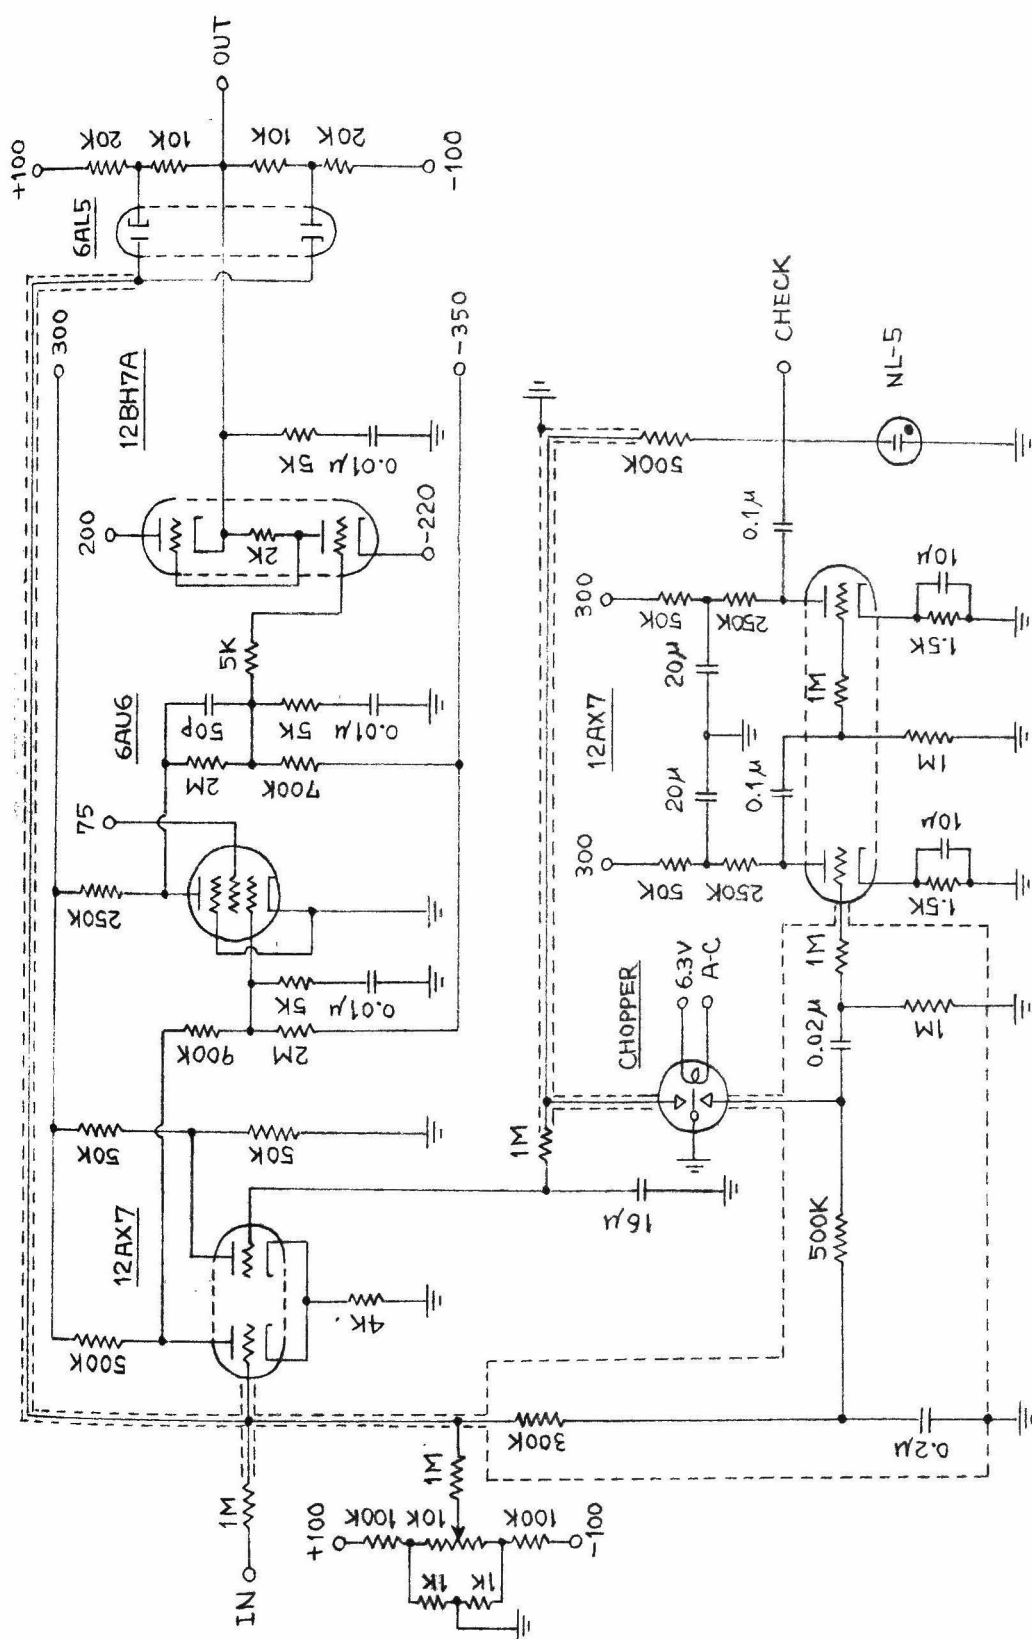 IN
1M
+100
100K
10K
100K
-100
1K
1K
1M
12AX7
500K
4K
50K
50K
900K
2M
5K
0.01μ
250K
75
6AU6
2M
50p
700K
5K
0.01μ
5K
200
12BH7A
2K
-220
5K
0.01μ
300
-350
6AL5
+100
20K
10K
10K
20K
-100
OUT
300K
0.2μ
500K
16μ
1M
CHOPPER
6.3V
A-C
0.02μ
1M
1M
300
50K
250K
20μ
0.1μ
12AX7
20μ
1M
1M
1.5K
10μ
300
50K
250K
0.1μ
1.5K
10μ
CHECK
500K
NL-5